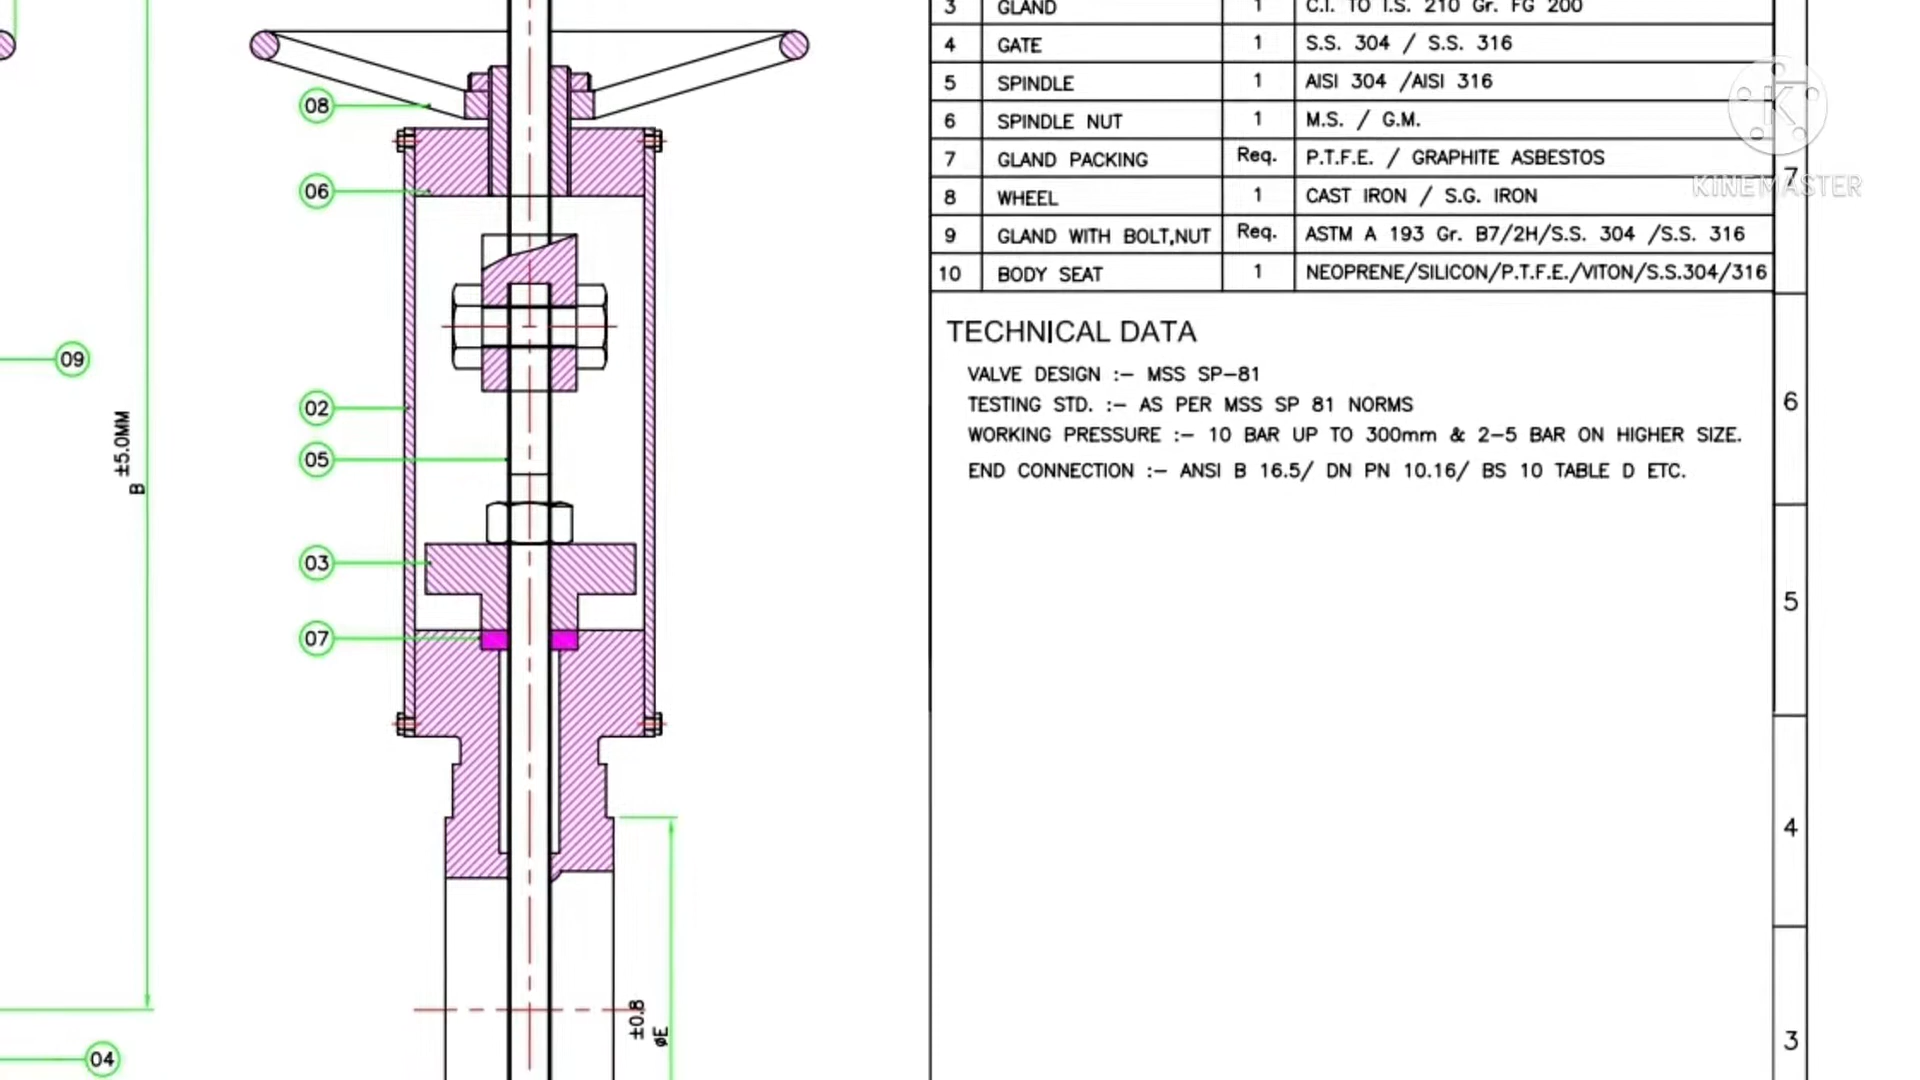 3 GLAND 1 C.I. TO I.S. 210 Gr. FG 200
4 GATE 1 S.S. 304 / S.S. 316
5 SPINDLE 1 AISI 304 /AISI 316
6 SPINDLE NUT 1 M.S. / G.M.
7 GLAND PACKING Req. P.T.F.E. / GRAPHITE ASBESTOS
8 WHEEL 1 CAST IRON / S.G. IRON
9 GLAND WITH BOLT,NUT Req. ASTM A 193 Gr. B7/2H/S.S. 304 /S.S. 316
10 BODY SEAT 1 NEOPRENE/SILICON/P.T.F.E./VITON/S.S.304/316
TECHNICAL DATA
VALVE DESIGN :- MSS SP-81
TESTING STD. :- AS PER MSS SP 81 NORMS
WORKING PRESSURE :- 10 BAR UP TO 300mm & 2-5 BAR ON HIGHER SIZE.
END CONNECTION :- ANSI B 16.5/ DN PN 10.16/ BS 10 TABLE D ETC.
08
06
09
02
05
03
07
04
±5.0MM
B
±0.8
øE
K
KINEMASTER
7
6
5
4
3